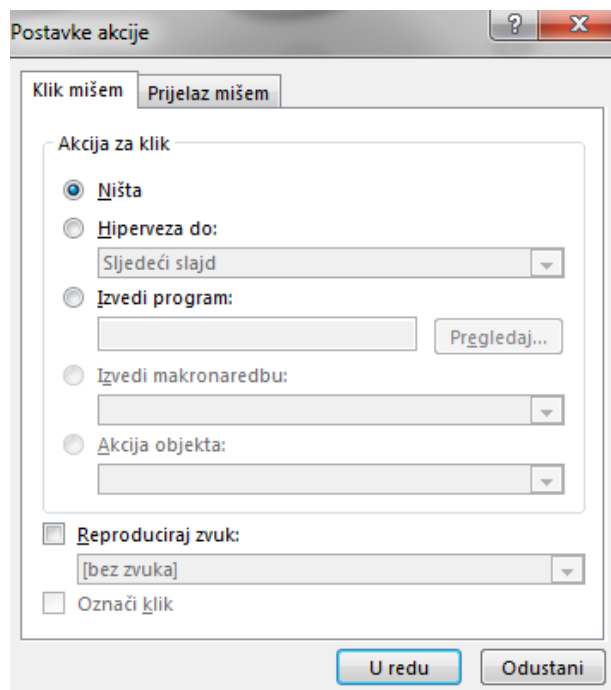 Postavke akcije
Klik mišem Prijelaz mišem
Akcija za klik
Ništa
Hiperveza do:
Sljedeći slajd
Izvedi program:
Pregledaj...
Izvedi makronaredbu:
Akcija objekta:
Reproduciraj zvuk:
[bez zvuka]
Označi klik
U redu Odustani